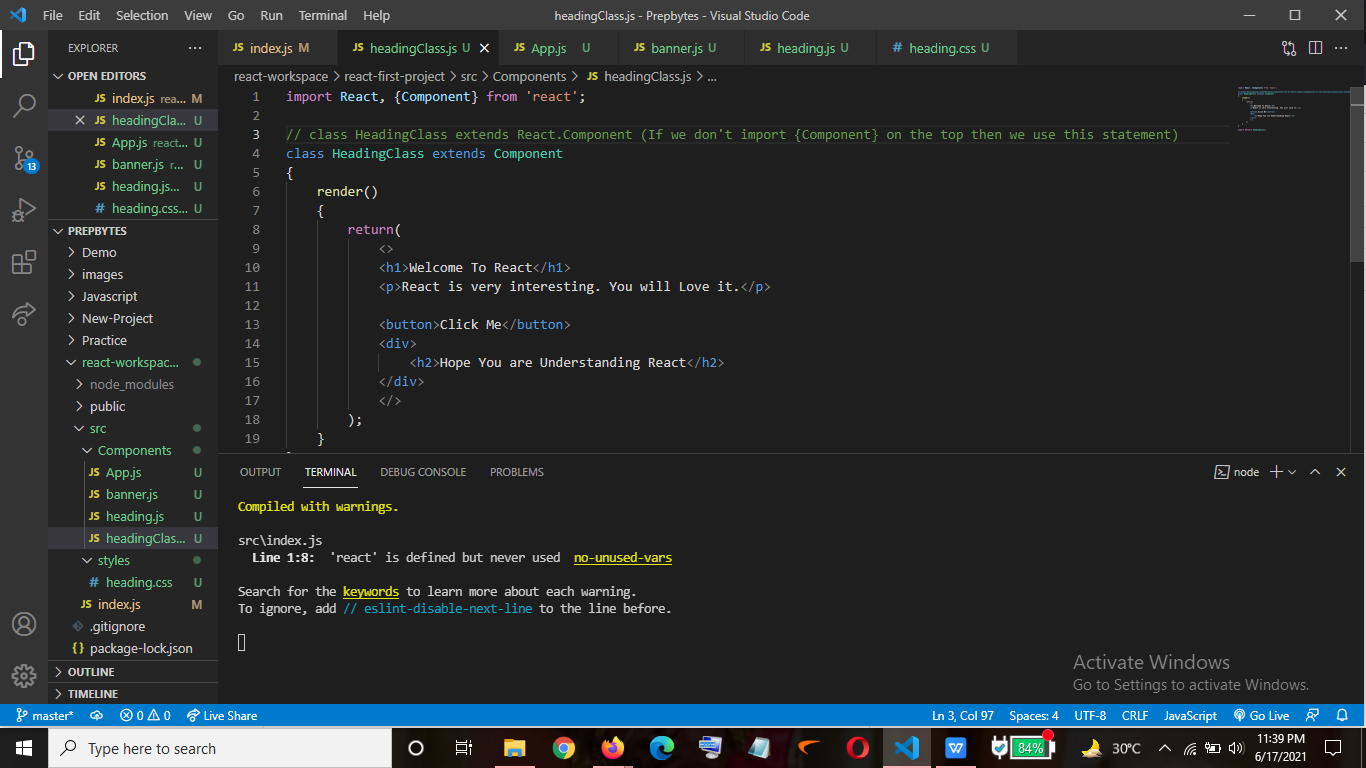 File Edit Selection View Go Run Terminal Help headingClass.js - Prepbytes - Visual Studio Code
EXPLORER
OPEN EDITORS
JS index.js rea... M
JS headingCla... U
JS App.js react... U
JS banner.js r... U
JS heading.js... U
# heading.css... U
PREPBYTES
Demo
images
Javascript
New-Project
Practice
react-workspac...
node_modules
public
src
Components
JS App.js U
JS banner.js U
JS heading.js U
JS headingClas... U
styles
# heading.css U
JS index.js M
.gitignore
{} package-lock.json
OUTLINE
TIMELINE
13
JS index.js M JS headingClass.js U JS App.js U JS banner.js U JS heading.js U # heading.css U
react-workspace > react-first-project > src > Components > JS headingClass.js > ...
1 import React, {Component} from 'react';
2
3 // class HeadingClass extends React.Component (If we don't import {Component} on the top then we use this statement)
4 class HeadingClass extends Component
5 {
6 render()
7 {
8 return(
9 <>
10 <h1>Welcome To React</h1>
11 <p>React is very interesting. You will Love it.</p>
12
13 <button>Click Me</button>
14 <div>
15 <h2>Hope You are Understanding React</h2>
16 </div>
17 </>
18 );
19 }
OUTPUT TERMINAL DEBUG CONSOLE PROBLEMS node
Compiled with warnings.
src\index.js
Line 1:8: 'react' is defined but never used no-unused-vars
Search for the keywords to learn more about each warning.
To ignore, add // eslint-disable-next-line to the line before.
Activate Windows
Go to Settings to activate Windows.
master* 0 0 Live Share Ln 3, Col 97 Spaces: 4 UTF-8 CRLF JavaScript Go Live
Type here to search 84% 30°C 11:39 PM
6/17/2021